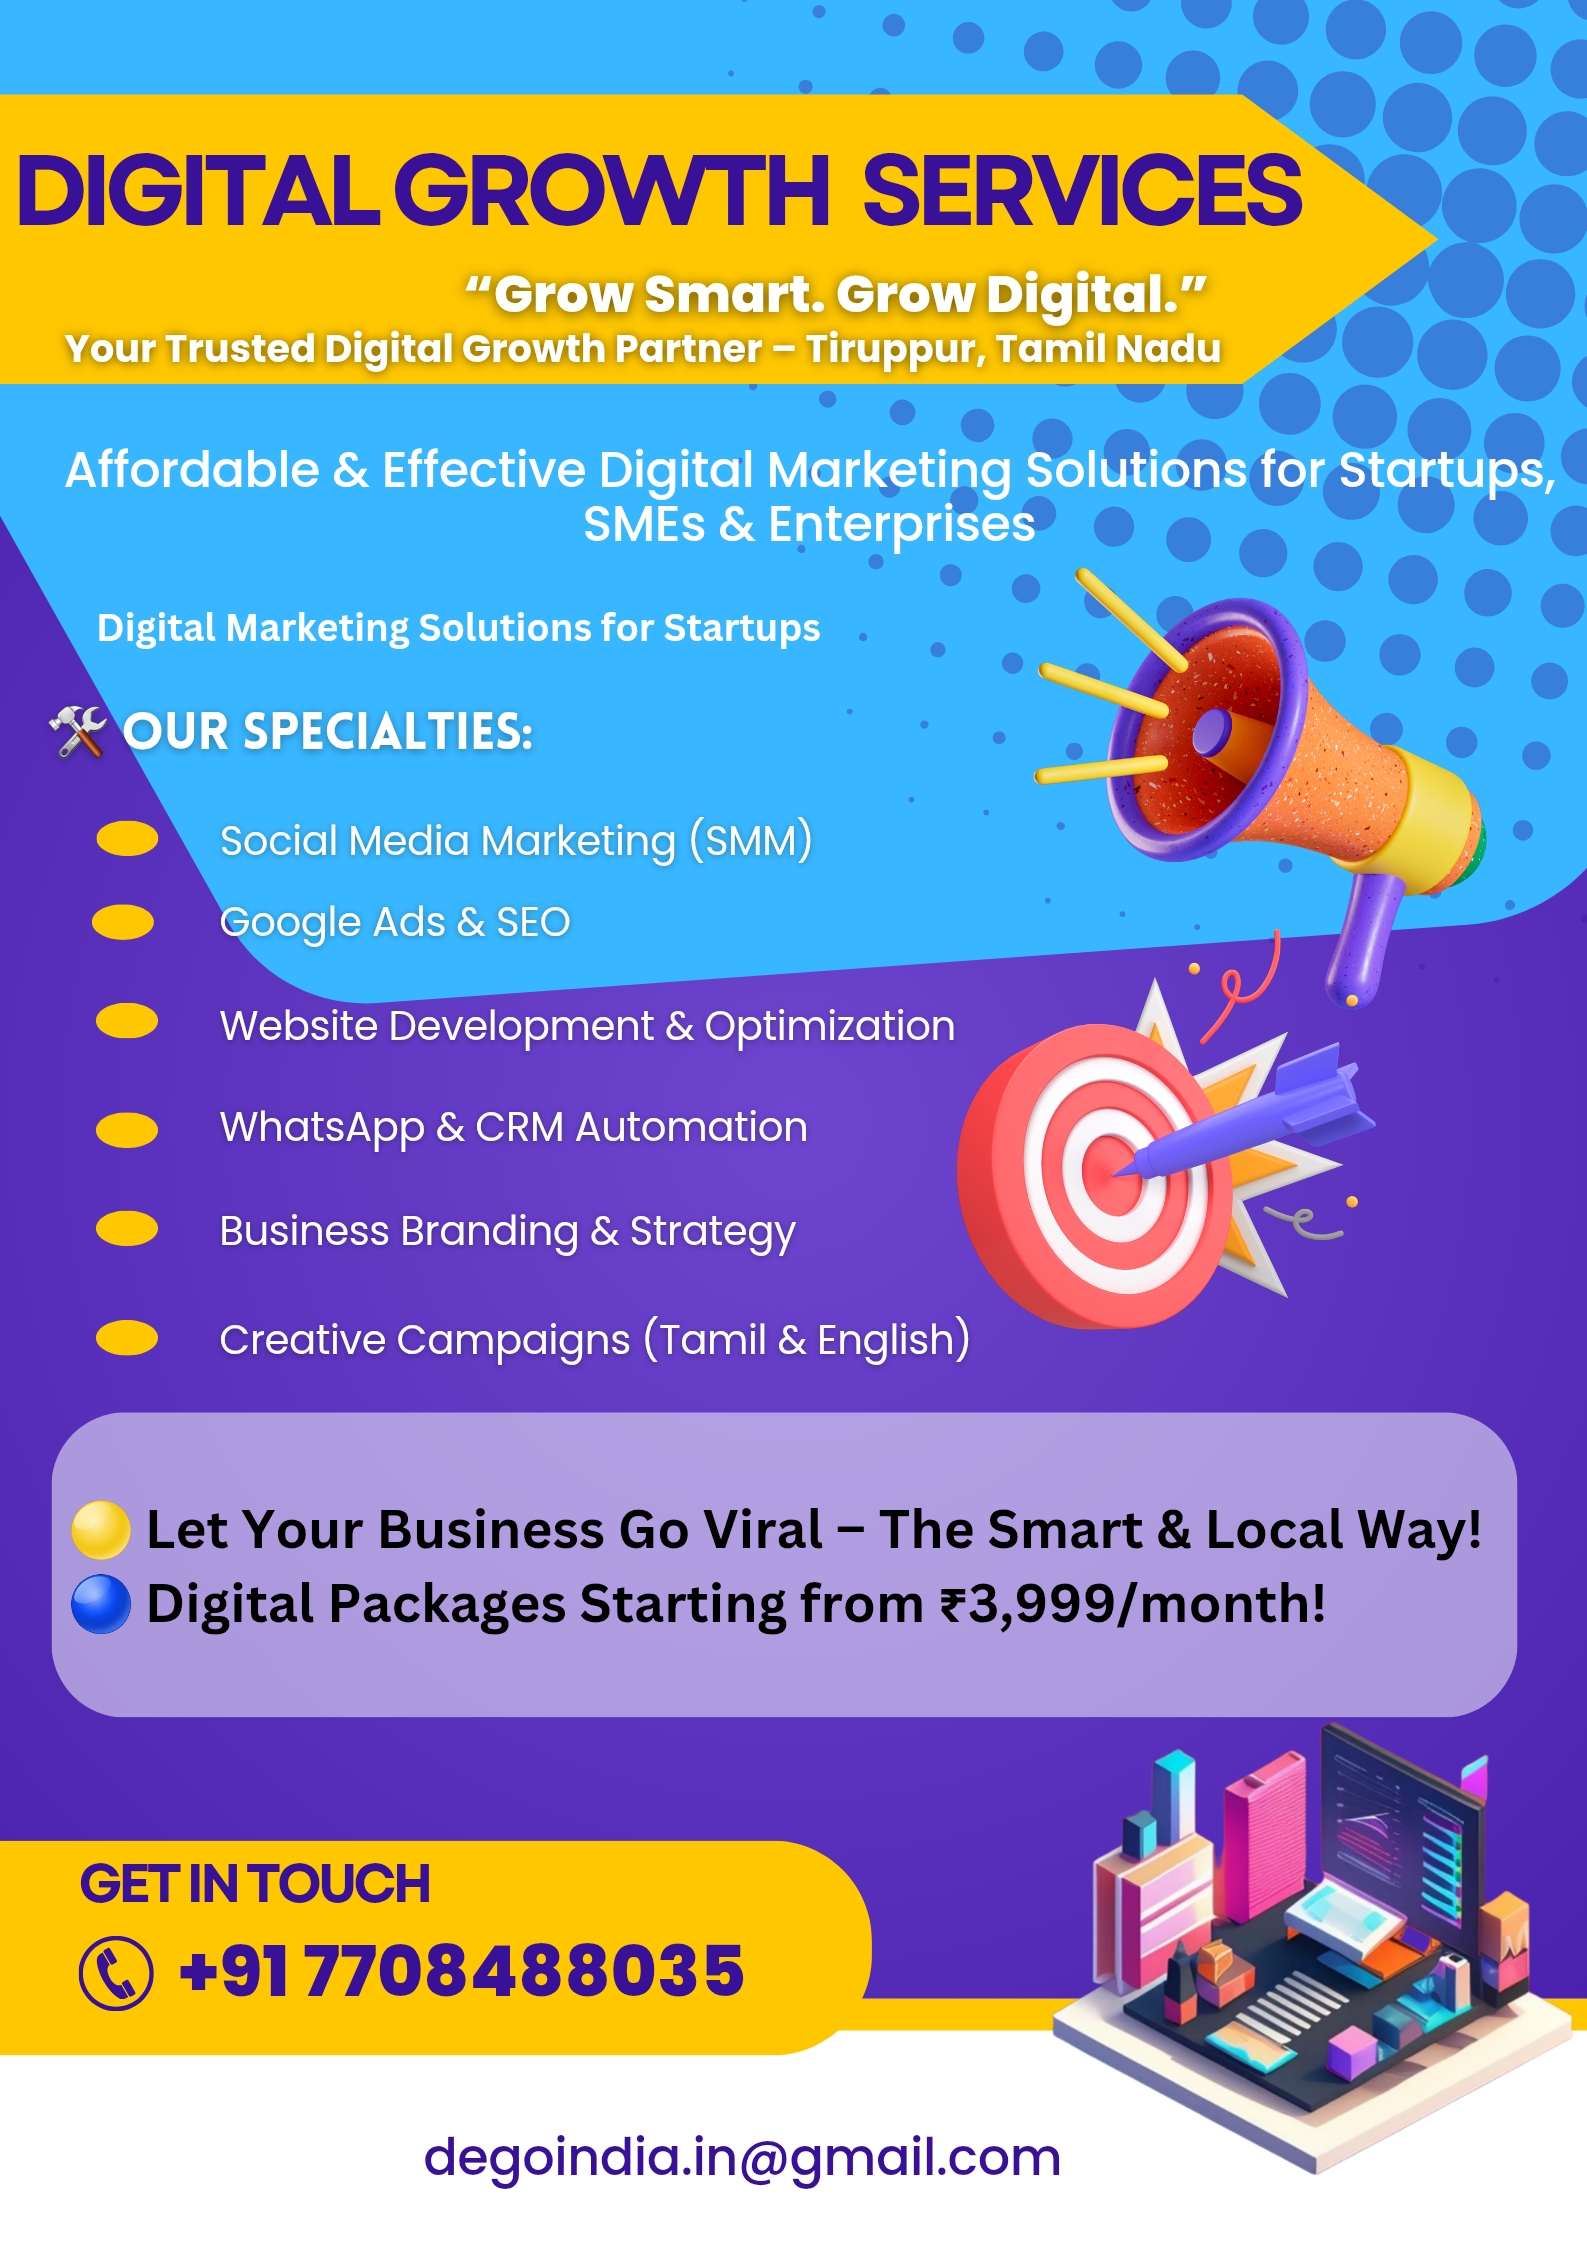 DIGITAL GROWTH SERVICES
“Grow Smart. Grow Digital.”
Your Trusted Digital Growth Partner – Tiruppur, Tamil Nadu
Affordable & Effective Digital Marketing Solutions for Startups,
SMEs & Enterprises
Digital Marketing Solutions for Startups
OUR SPECIALTIES:
Social Media Marketing (SMM)
Google Ads & SEO
Website Development & Optimization
WhatsApp & CRM Automation
Business Branding & Strategy
Creative Campaigns (Tamil & English)
Let Your Business Go Viral – The Smart & Local Way!
Digital Packages Starting from ₹3,999/month!
GET IN TOUCH
+91 7708488035
degoindia.in@gmail.com